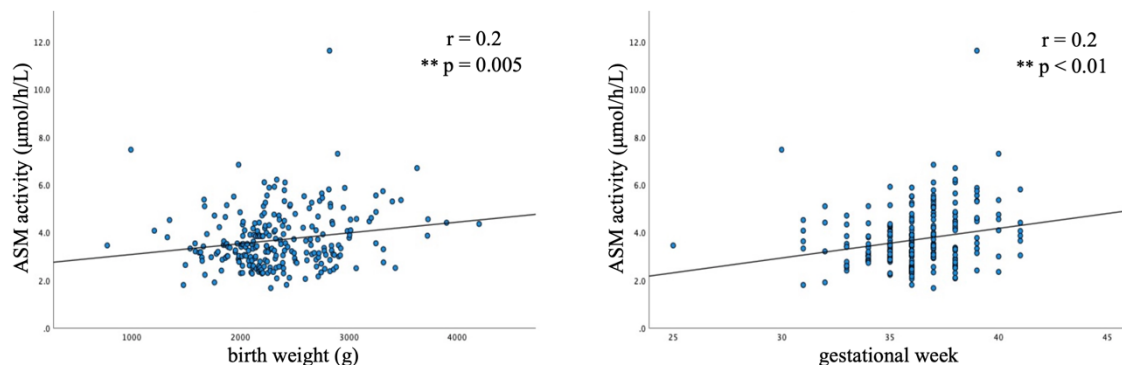 ASM activity (μmol/h/L)
12.0
10.0
8.0
6.0
4.0
2.0
.0
r = 0.2
** p = 0.005
1000
2000
3000
4000
birth weight (g)
ASM activity (μmol/h/L)
12.0
10.0
8.0
6.0
4.0
2.0
.0
r = 0.2
** p < 0.01
25
30
35
40
45
gestational week